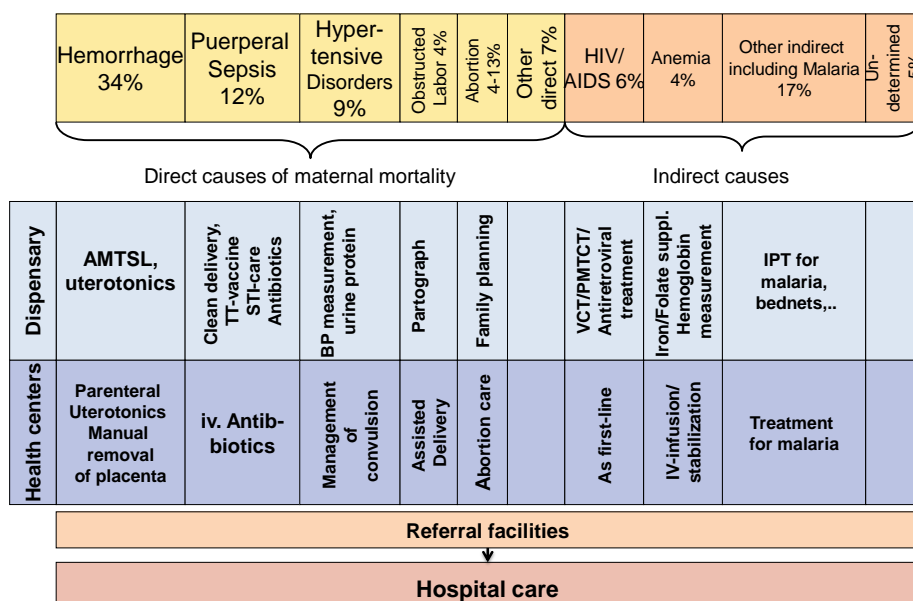 Hemorrhage
34%
Puerperal
Sepsis
12%
Hyper-
tensive
Disorders
9%
Obstructed
Labor 4%
Abortion
4-13%
Other
direct 7%
HIV/
AIDS 6%
Anemia
4%
Other indirect
including Malaria
17%
Un-
determined
5%
Direct causes of maternal mortality
Indirect causes
Dispensary
AMTSL,
uterotonics
Clean delivery,
TT-vaccine
STI-care
Antibiotics
BP measurement,
urine protein
Partograph
Family planning
VCT/PMTCT/
Antiretroviral
treatment
Iron/Folate suppl.
Hemoglobin
measurement
IPT for
malaria,
bednets,..
Health centers
Parenteral
Uterotonics
Manual
removal
of placenta
iv. Antib-
biotics
Management
of
convulsion
Assisted
Delivery
Abortion care
As first-line
IV-infusion/
stabilization
Treatment
for malaria
Referral facilities
Hospital care